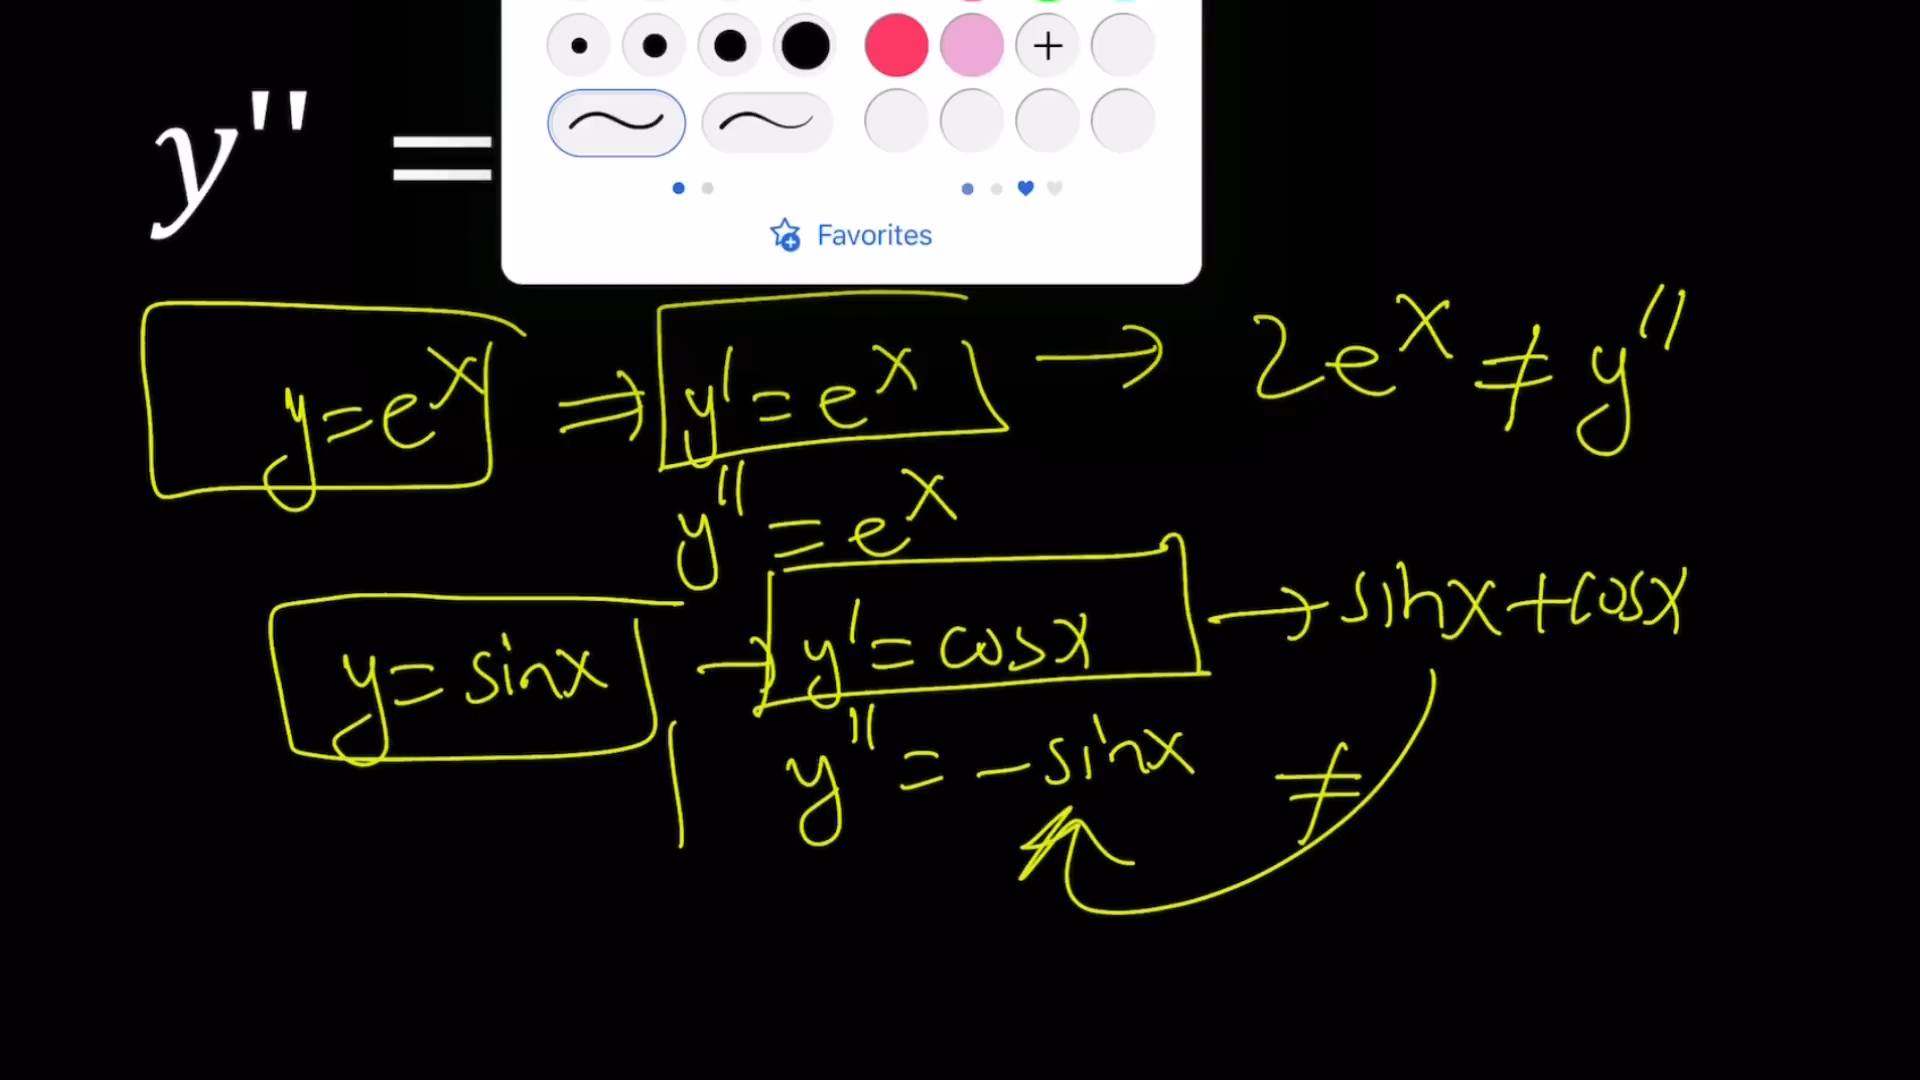 y'' =
Favorites
y = e^x ⇒ y' = e^x → 2e^x ≠ y''
y'' = e^x
y = sinx → y' = cosx → sinx + cosx
y'' = -sinx ≠